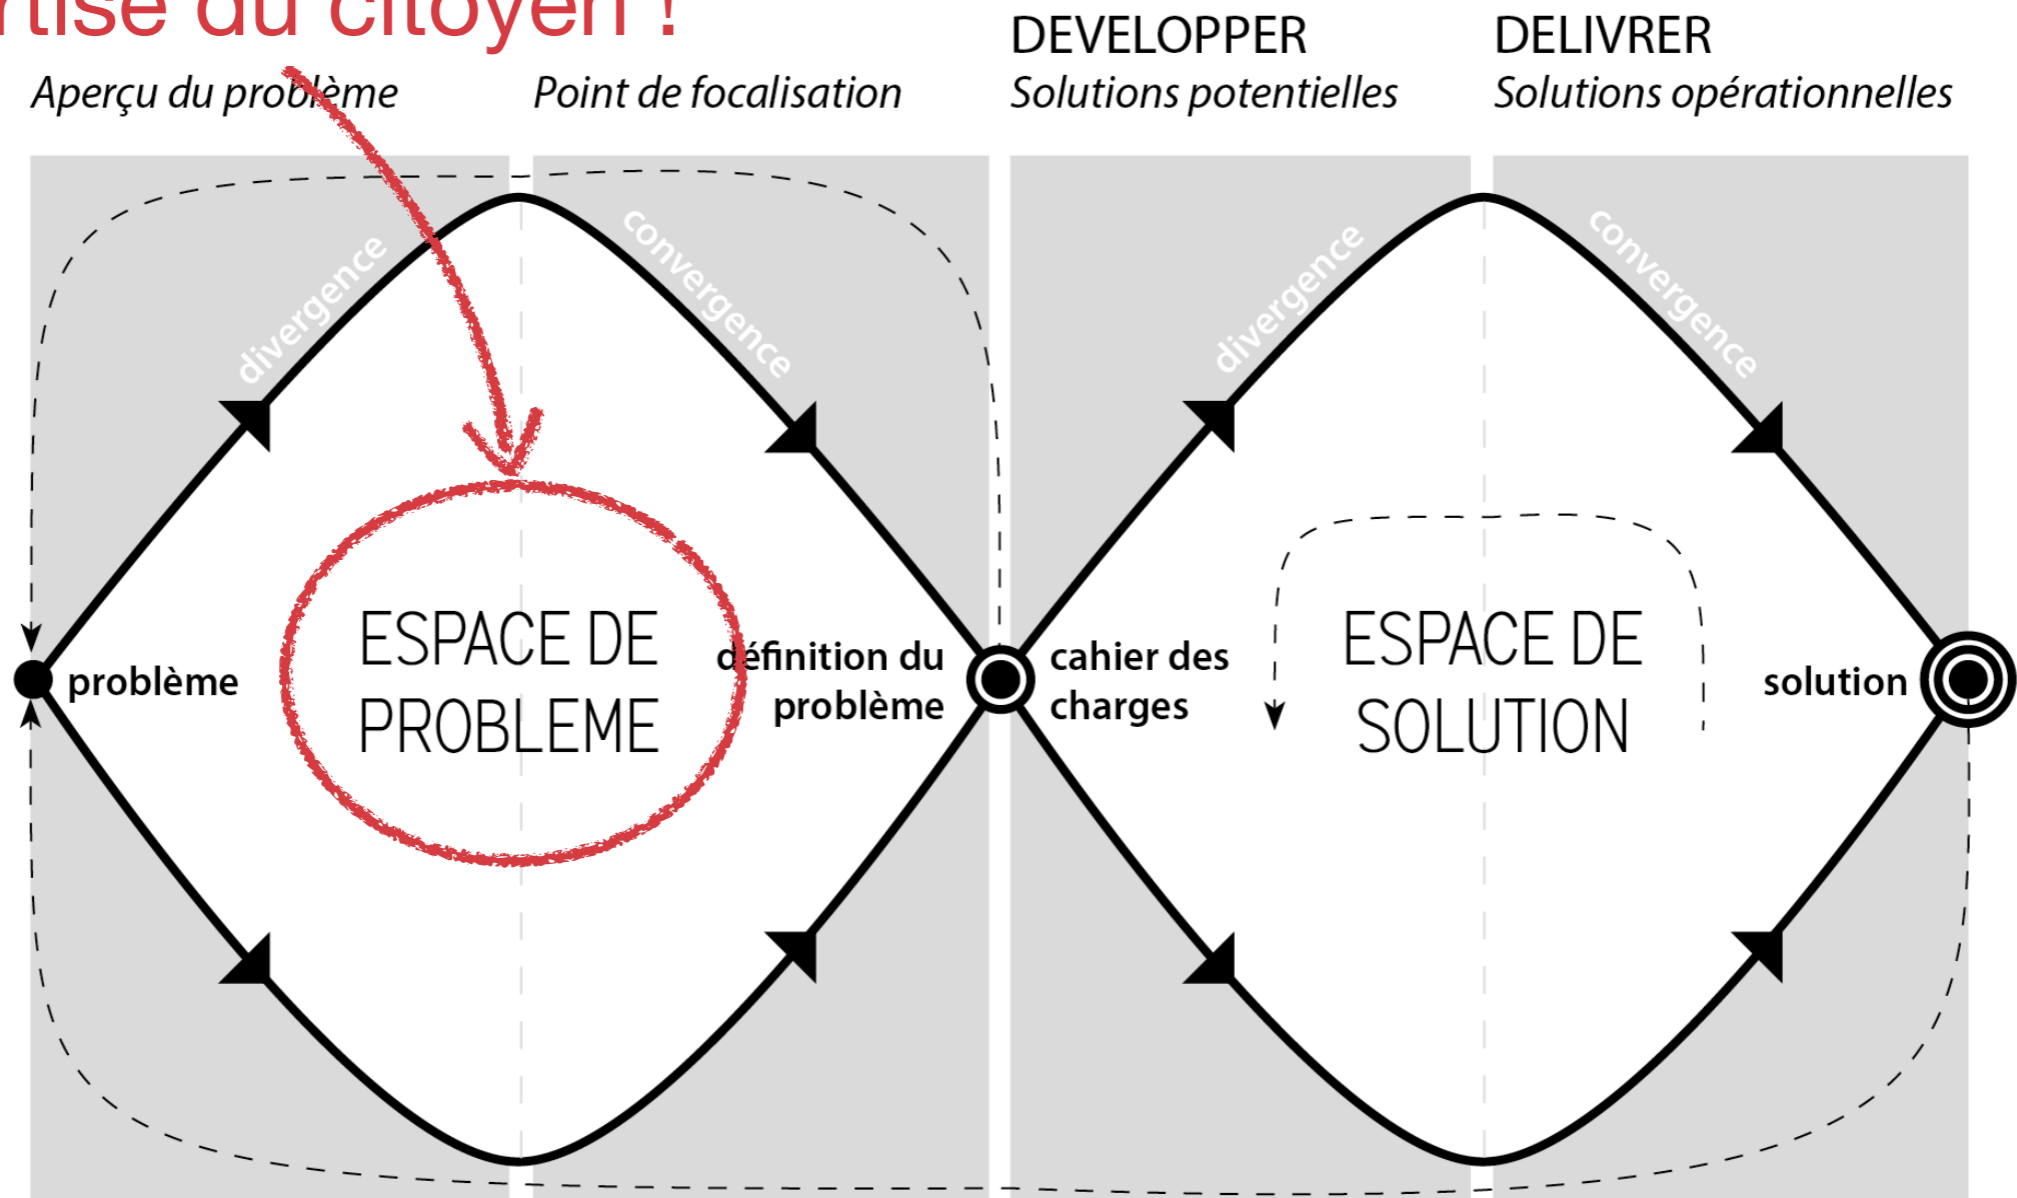 rtise du citoyen !
DEVELOPPER
DELIVRER
Aperçu du problème
Point de focalisation
Solutions potentielles
Solutions opérationnelles
divergence
convergence
divergence
convergence
problème
ESPACE DE
PROBLEME
définition du
problème
cahier des
charges
ESPACE DE
SOLUTION
solution